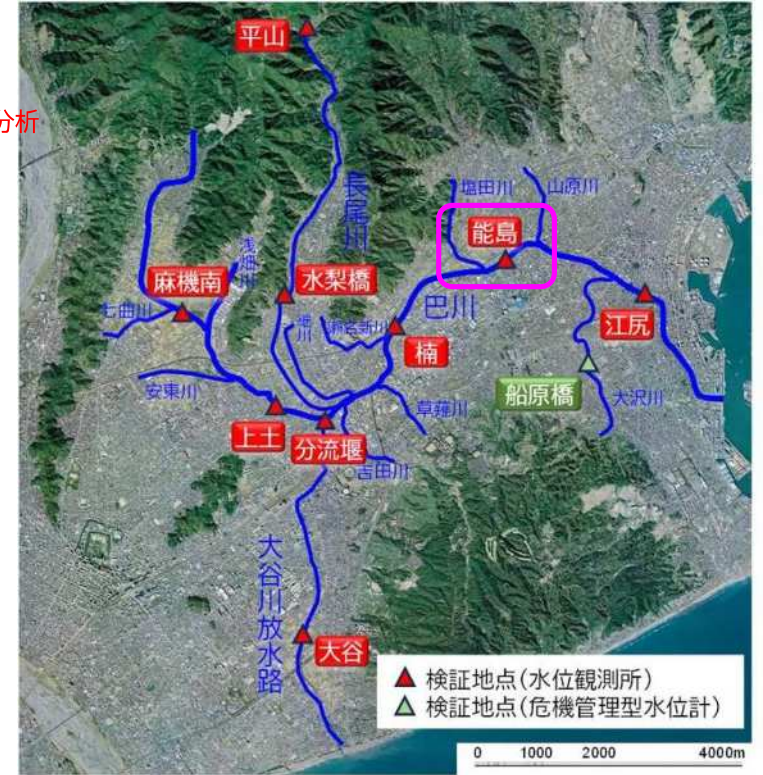 平山
分析
長尾川
塩田川
山原川
能島
浅畑川
麻機南
水梨橋
七曲川
巴川
江尻
楠
船原橋
大沢川
安東川
草薙川
上土
分流堰
吉田川
大谷川放水路
大谷
検証地点(水位観測所)
検証地点(危機管理型水位計)
0 1000 2000 4000m